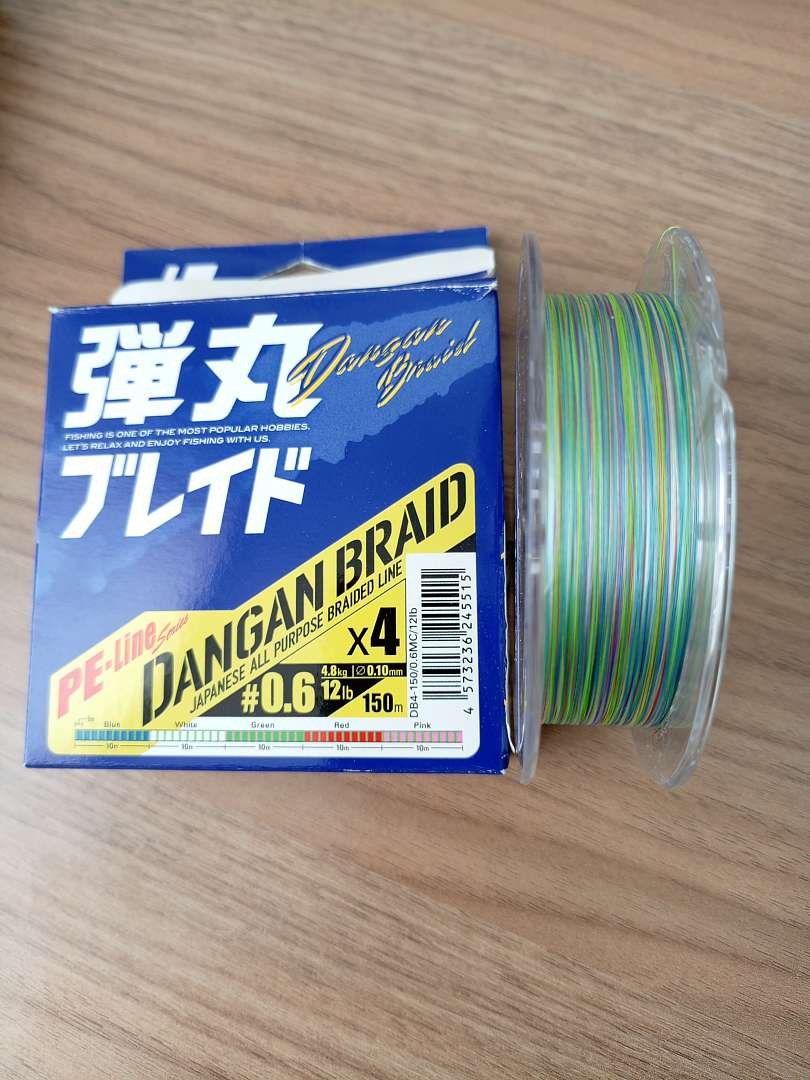 弾丸
Dangan
Braid
FISHING IS ONE OF THE MOST POPULAR HOBBIES.
LET'S RELAX AND ENJOY FISHING WITH US.
ブレイド
PE-Line Series
DANGAN BRAID
JAPANESE ALL PURPOSE BRAIDED LINE
x4
#0.6
4.8kg
Ø0.10mm
12lb
150m
DB4-150/0.6MC/12lb
4 573236 245515
Blue White Green Red Pink
10m 10m 10m 10m 10m